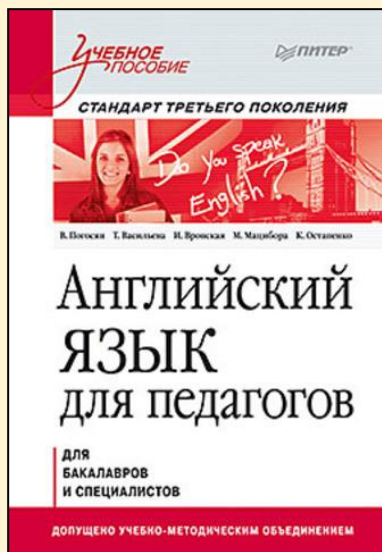 УЧЕБНОЕ
ПОСОБИЕ
ПИТЕР
СТАНДАРТ ТРЕТЬЕГО ПОКОЛЕНИЯ
Do You Speak
English?
В. Погосян Т. Васильева И. Вронская М. Мацибора К. Остапенко
Английский
ЯЗЫК
для педагогов
ДЛЯ
БАКАЛАВРОВ
И СПЕЦИАЛИСТОВ
ДОПУЩЕНО УЧЕБНО-МЕТОДИЧЕСКИМ ОБЪЕДИНЕНИЕМ